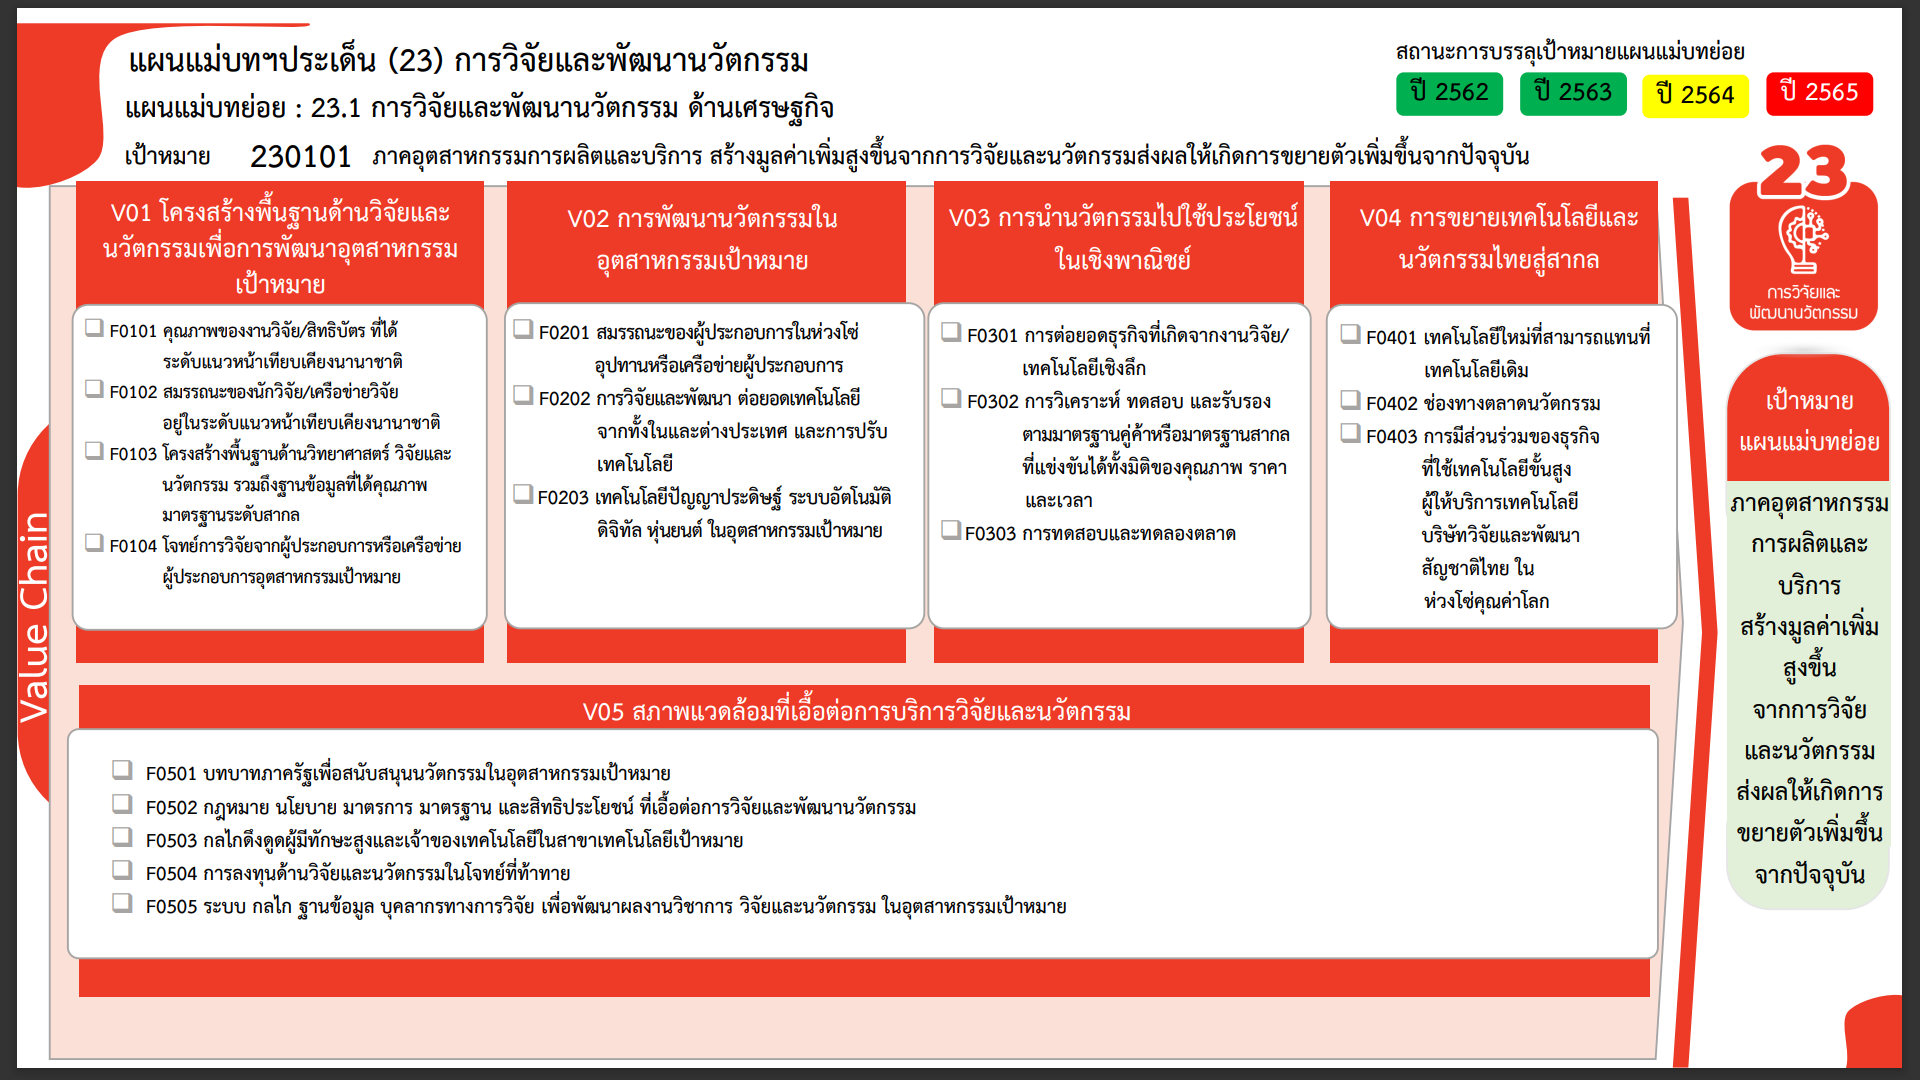 แผนแม่บทฯประเด็น (23) การวิจัยและพัฒนานวัตกรรม
แผนแม่บทย่อย : 23.1 การวิจัยและพัฒนานวัตกรรม ด้านเศรษฐกิจ
สถานะการบรรลุเป้าหมายแผนแม่บทย่อย
ปี 2562 ปี 2563 ปี 2564 ปี 2565
เป้าหมาย 230101 ภาคอุตสาหกรรมการผลิตและบริการ สร้างมูลค่าเพิ่มสูงขึ้นจากการวิจัยและนวัตกรรมส่งผลให้เกิดการขยายตัวเพิ่มขึ้นจากปัจจุบัน
Value Chain
V01 โครงสร้างพื้นฐานด้านวิจัยและ
นวัตกรรมเพื่อการพัฒนาอุตสาหกรรม
เป้าหมาย
F0101 คุณภาพของงานวิจัย/สิทธิบัตร ที่ได้
ระดับแนวหน้าเทียบเคียงนานาชาติ
F0102 สมรรถนะของนักวิจัย/เครือข่ายวิจัย
อยู่ในระดับแนวหน้าเทียบเคียงนานาชาติ
F0103 โครงสร้างพื้นฐานด้านวิทยาศาสตร์ วิจัยและ
นวัตกรรม รวมถึงฐานข้อมูลที่ได้คุณภาพ
มาตรฐานระดับสากล
F0104 โจทย์การวิจัยจากผู้ประกอบการหรือเครือข่าย
ผู้ประกอบการอุตสาหกรรมเป้าหมาย
V02 การพัฒนานวัตกรรมใน
อุตสาหกรรมเป้าหมาย
F0201 สมรรถนะของผู้ประกอบการในห่วงโซ่
อุปทานหรือเครือข่ายผู้ประกอบการ
F0202 การวิจัยและพัฒนา ต่อยอดเทคโนโลยี
จากทั้งในและต่างประเทศ และการปรับ
เทคโนโลยี
F0203 เทคโนโลยีปัญญาประดิษฐ์ ระบบอัตโนมัติ
ดิจิทัล หุ่นยนต์ ในอุตสาหกรรมเป้าหมาย
V03 การนำนวัตกรรมไปใช้ประโยชน์
ในเชิงพาณิชย์
F0301 การต่อยอดธุรกิจที่เกิดจากงานวิจัย/
เทคโนโลยีเชิงลึก
F0302 การวิเคราะห์ ทดสอบ และรับรอง
ตามมาตรฐานคู่ค้าหรือมาตรฐานสากล
ที่แข่งขันได้ทั้งมิติของคุณภาพ ราคา
และเวลา
F0303 การทดสอบและทดลองตลาด
V04 การขยายเทคโนโลยีและ
นวัตกรรมไทยสู่สากล
F0401 เทคโนโลยีใหม่ที่สามารถแทนที่
เทคโนโลยีเดิม
F0402 ช่องทางตลาดนวัตกรรม
F0403 การมีส่วนร่วมของธุรกิจ
ที่ใช้เทคโนโลยีขั้นสูง
ผู้ให้บริการเทคโนโลยี
บริษัทวิจัยและพัฒนา
สัญชาติไทย ใน
ห่วงโซ่คุณค่าโลก
V05 สภาพแวดล้อมที่เอื้อต่อการบริการวิจัยและนวัตกรรม
F0501 บทบาทภาครัฐเพื่อสนับสนุนนวัตกรรมในอุตสาหกรรมเป้าหมาย
F0502 กฎหมาย นโยบาย มาตรการ มาตรฐาน และสิทธิประโยชน์ ที่เอื้อต่อการวิจัยและพัฒนานวัตกรรม
F0503 กลไกดึงดูดผู้มีทักษะสูงและเจ้าของเทคโนโลยีในสาขาเทคโนโลยีเป้าหมาย
F0504 การลงทุนด้านวิจัยและนวัตกรรมในโจทย์ที่ท้าทาย
F0505 ระบบ กลไก ฐานข้อมูล บุคลากรทางการวิจัย เพื่อพัฒนาผลงานวิชาการ วิจัยและนวัตกรรม ในอุตสาหกรรมเป้าหมาย
23
การวิจัยและ
พัฒนานวัตกรรม
เป้าหมาย
แผนแม่บทย่อย
ภาคอุตสาหกรรม
การผลิตและ
บริการ
สร้างมูลค่าเพิ่ม
สูงขึ้น
จากการวิจัย
และนวัตกรรม
ส่งผลให้เกิดการ
ขยายตัวเพิ่มขึ้น
จากปัจจุบัน